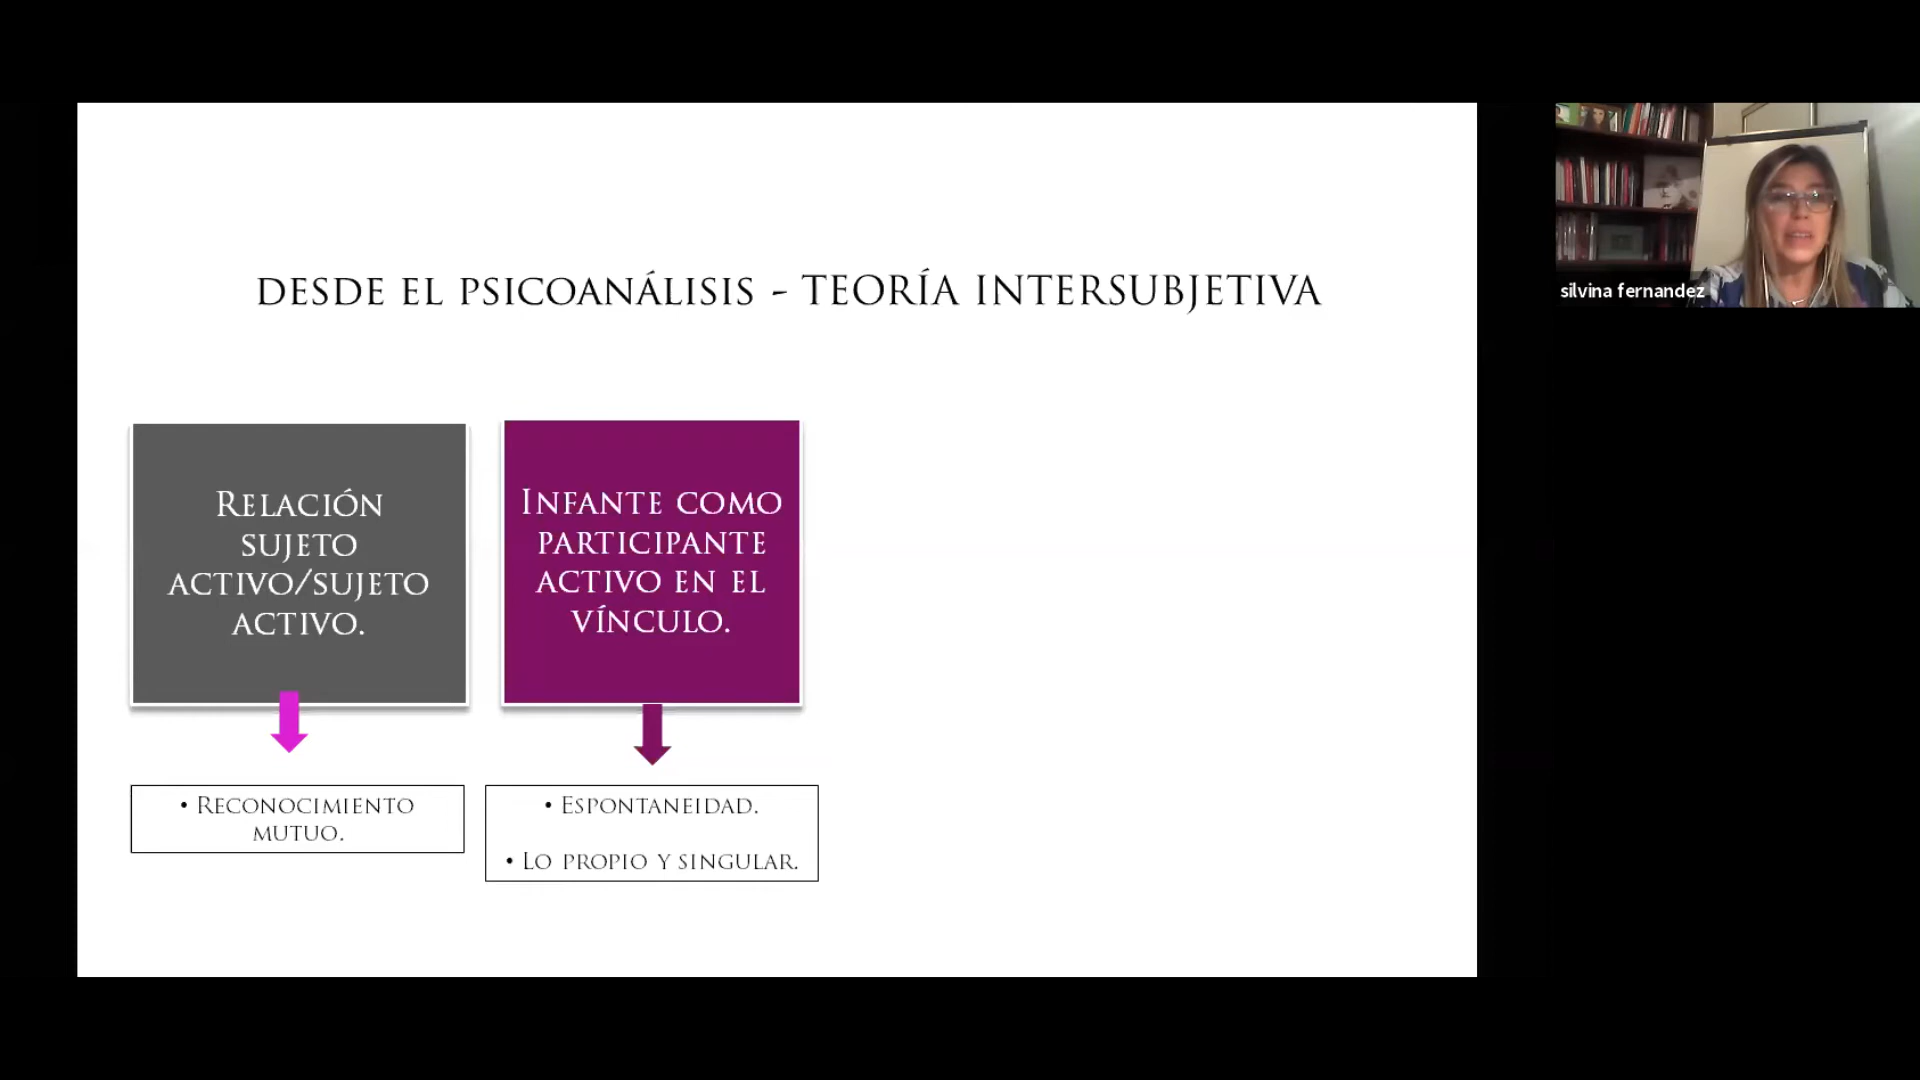 DESDE EL PSICOANÁLISIS - TEORÍA INTERSUBJETIVA
RELACIÓN
SUJETO
ACTIVO/SUJETO
ACTIVO.
INFANTE COMO
PARTICIPANTE
ACTIVO EN EL
VÍNCULO.
• RECONOCIMIENTO
MUTUO.
• ESPONTANEIDAD.
• LO PROPIO Y SINGULAR.
silvina fernandez